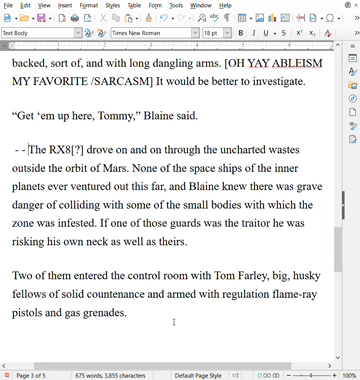 File Edit View Insert Format Styles Table Form Tools Window Help
Text Body Times New Roman 18 pt
backed, sort of, and with long dangling arms. [OH YAY ABLEISM
MY FAVORITE /SARCASM] It would be better to investigate.
“Get ‘em up here, Tommy,” Blaine said.
- - The RX8[?] drove on and on through the uncharted wastes
outside the orbit of Mars. None of the space ships of the inner
planets ever ventured out this far, and Blaine knew there was grave
danger of colliding with some of the small bodies with which the
zone was infested. If one of those guards was the traitor he was
risking his own neck as well as theirs.
Two of them entered the control room with Tom Farley, big, husky
fellows of solid countenance and armed with regulation flame-ray
pistols and gas grenades.
Page 3 of 5 675 words, 3,855 characters Default Page Style 100%